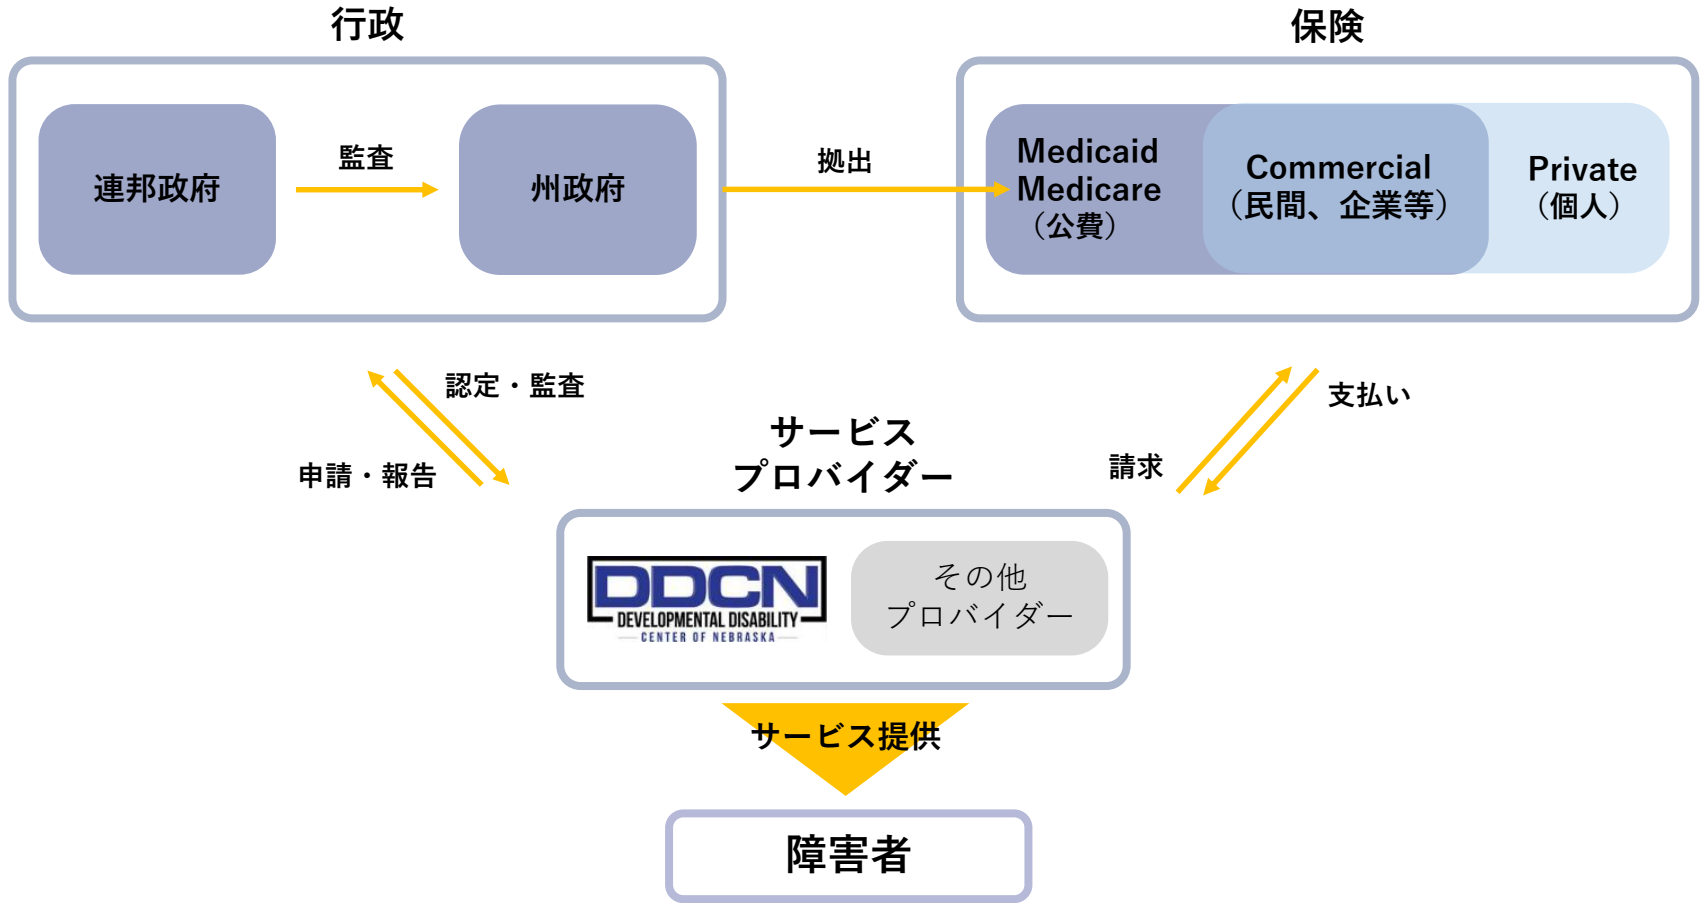 行政
保険
連邦政府
監査
州政府
拠出
Medicaid
Medicare
（公費）
Commercial
（民間、企業等）
Private
（個人）
認定・監査
申請・報告
サービス
プロバイダー
請求
支払い
DDCN
DEVELOPMENTAL DISABILITY
CENTER OF NEBRASKA
その他
プロバイダー
サービス提供
障害者